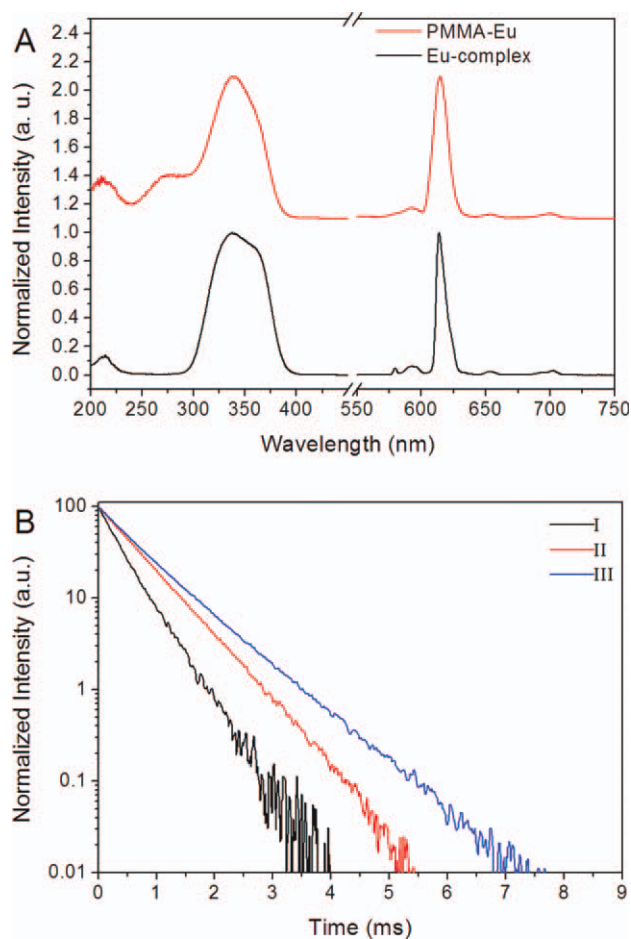 A
PMMA-Eu
Eu-complex
Normalized Intensity (a. u.)
2.4
2.2
2.0
1.8
1.6
1.4
1.2
1.0
0.8
0.6
0.4
0.2
0.0
200 250 300 350 400 550 600 650 700 750
Wavelength (nm)
B
I
II
III
Normalized Intensity (a.u.)
100
10
1
0.1
0.01
0 1 2 3 4 5 6 7 8 9
Time (ms)